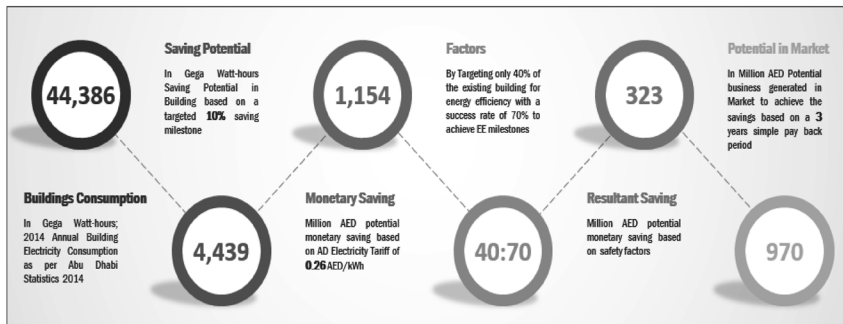 44,386
Buildings Consumption
In Gega Watt-hours;
2014 Annual Building
Electricity Consumption
as per Abu Dhabi
Statistics 2014
Saving Potential
In Gega Watt-hours
Saving Potential in
Building based on a
targeted 10% saving
milestone
4,439
1,154
Monetary Saving
Million AED potential
monetary saving based
on AD Electricity Tariff of
0.26 AED/kWh
Factors
By Targeting only 40% of
the existing building for
energy efficiency with a
success rate of 70% to
achieve EE milestones
40:70
323
Resultant Saving
Million AED potential
monetary saving based
on safety factors
Potential in Market
In Million AED Potential
business generated in
Market to achieve the
savings based on a 3
years simple pay back
period
970